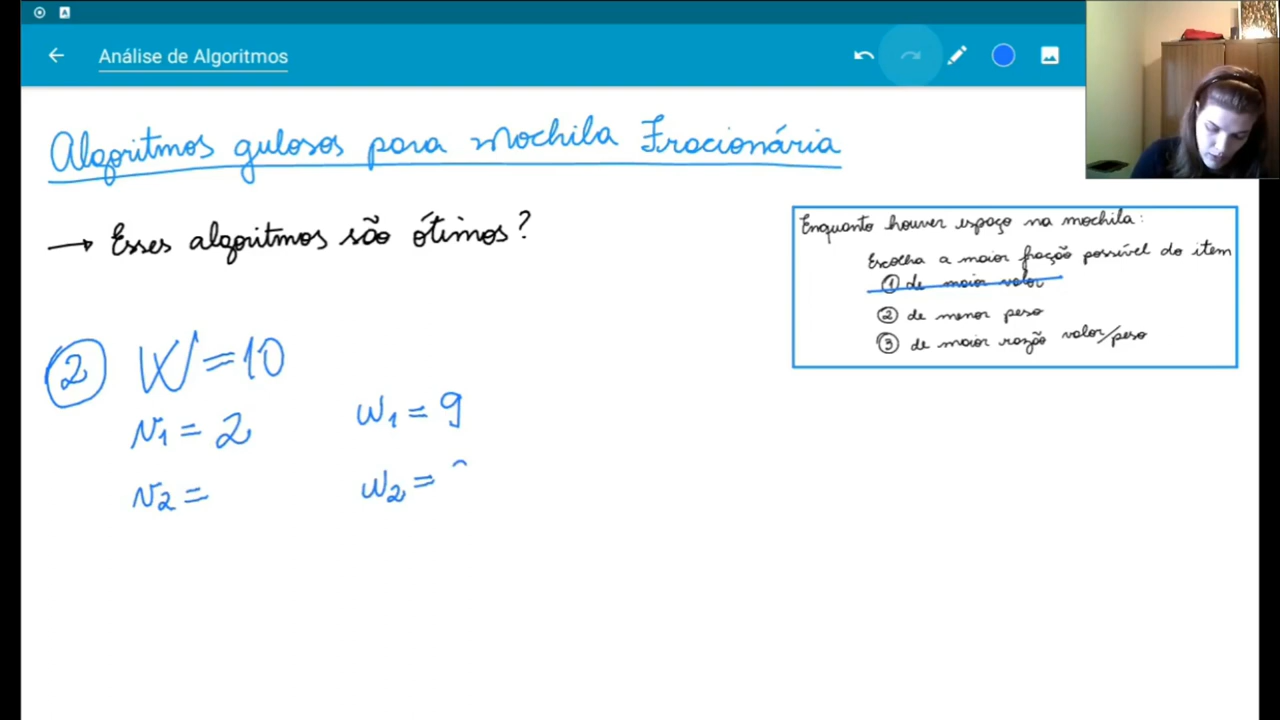 Análise de Algoritmos
Algoritmos gulosos para Mochila Fracionária
→ Esses algoritmos são ótimos?
Enquanto houver espaço na mochila:
Escolha a maior fração possível do item
① de maior valor
② de menor peso
③ de maior razão valor/peso
② W = 10
v1 = 2 w1 = 9
v2 = w2 =